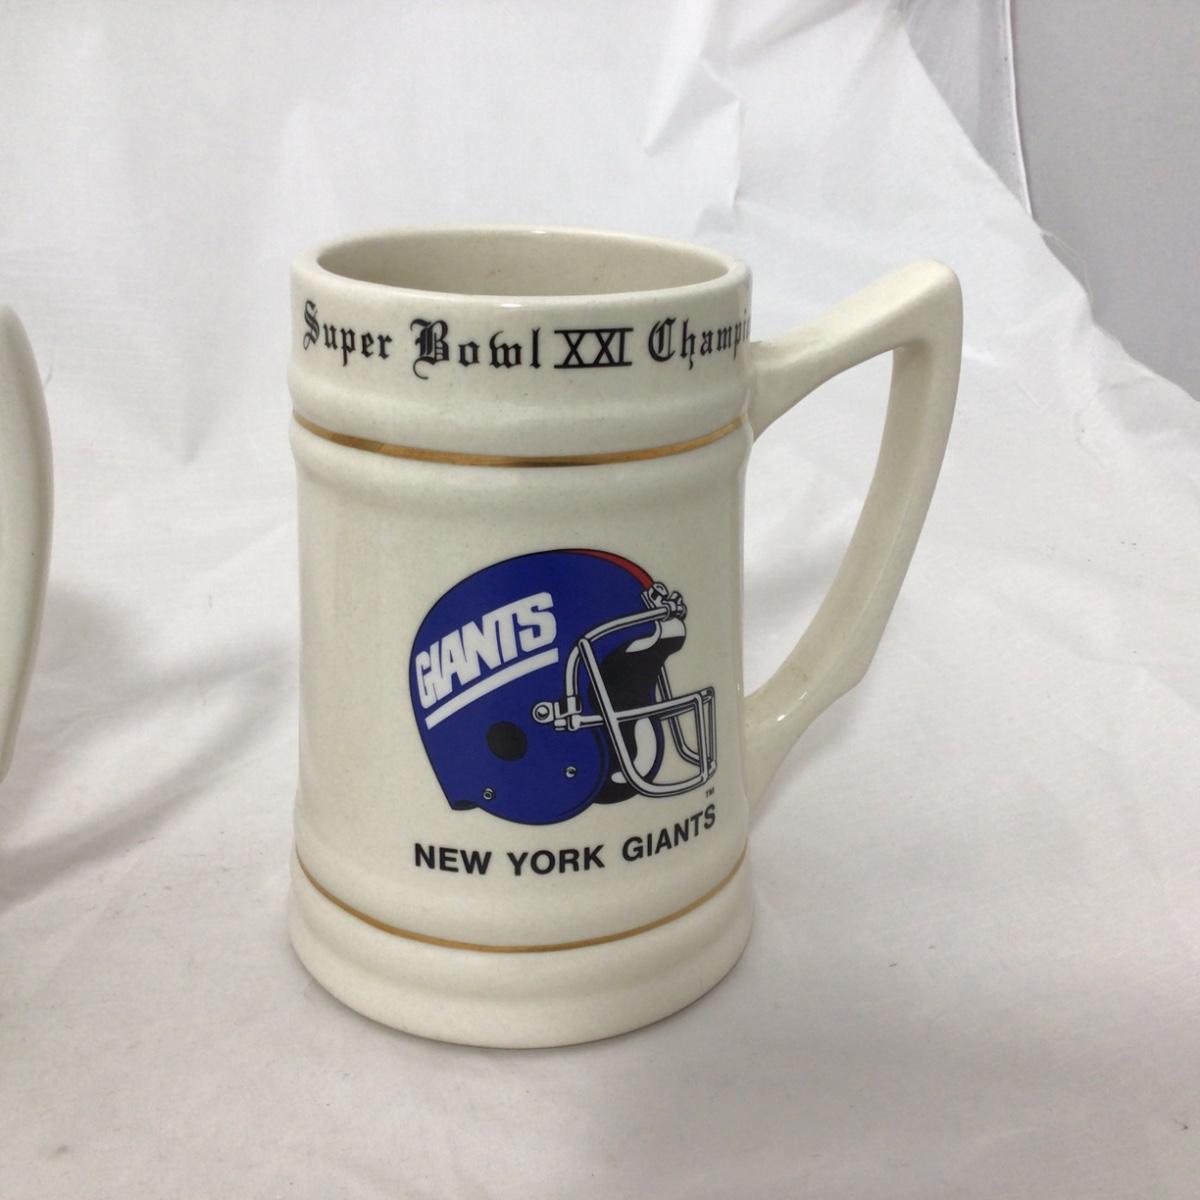 Super Bowl XXI Champi
GIANTS
TM
NEW YORK GIANTS